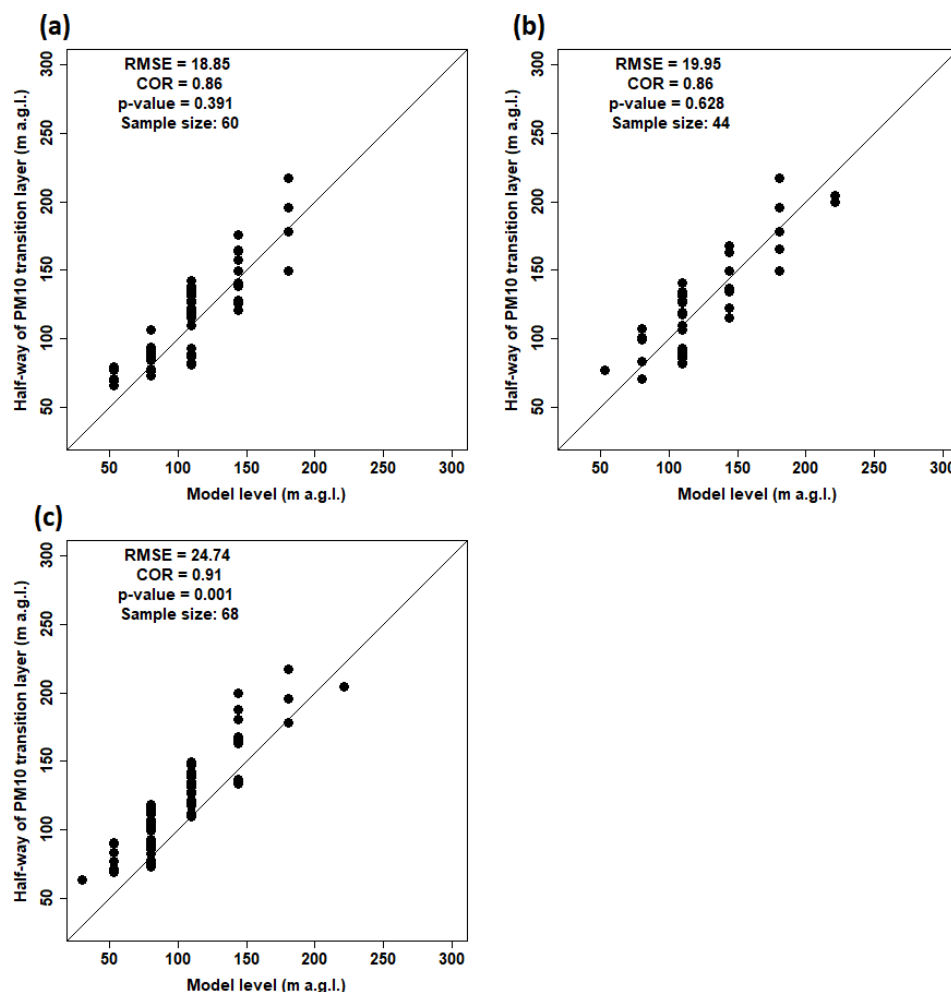 (a)
RMSE = 18.85
COR = 0.86
p-value = 0.391
Sample size: 60
Half-way of PM10 transition layer (m a.g.l.)
300
250
200
150
100
50
50 100 150 200 250 300
Model level (m a.g.l.)
(b)
RMSE = 19.95
COR = 0.86
p-value = 0.628
Sample size: 44
Half-way of PM10 transition layer (m a.g.l.)
300
250
200
150
100
50
50 100 150 200 250 300
Model level (m a.g.l.)
(c)
RMSE = 24.74
COR = 0.91
p-value = 0.001
Sample size: 68
Half-way of PM10 transition layer (m a.g.l.)
300
250
200
150
100
50
50 100 150 200 250 300
Model level (m a.g.l.)